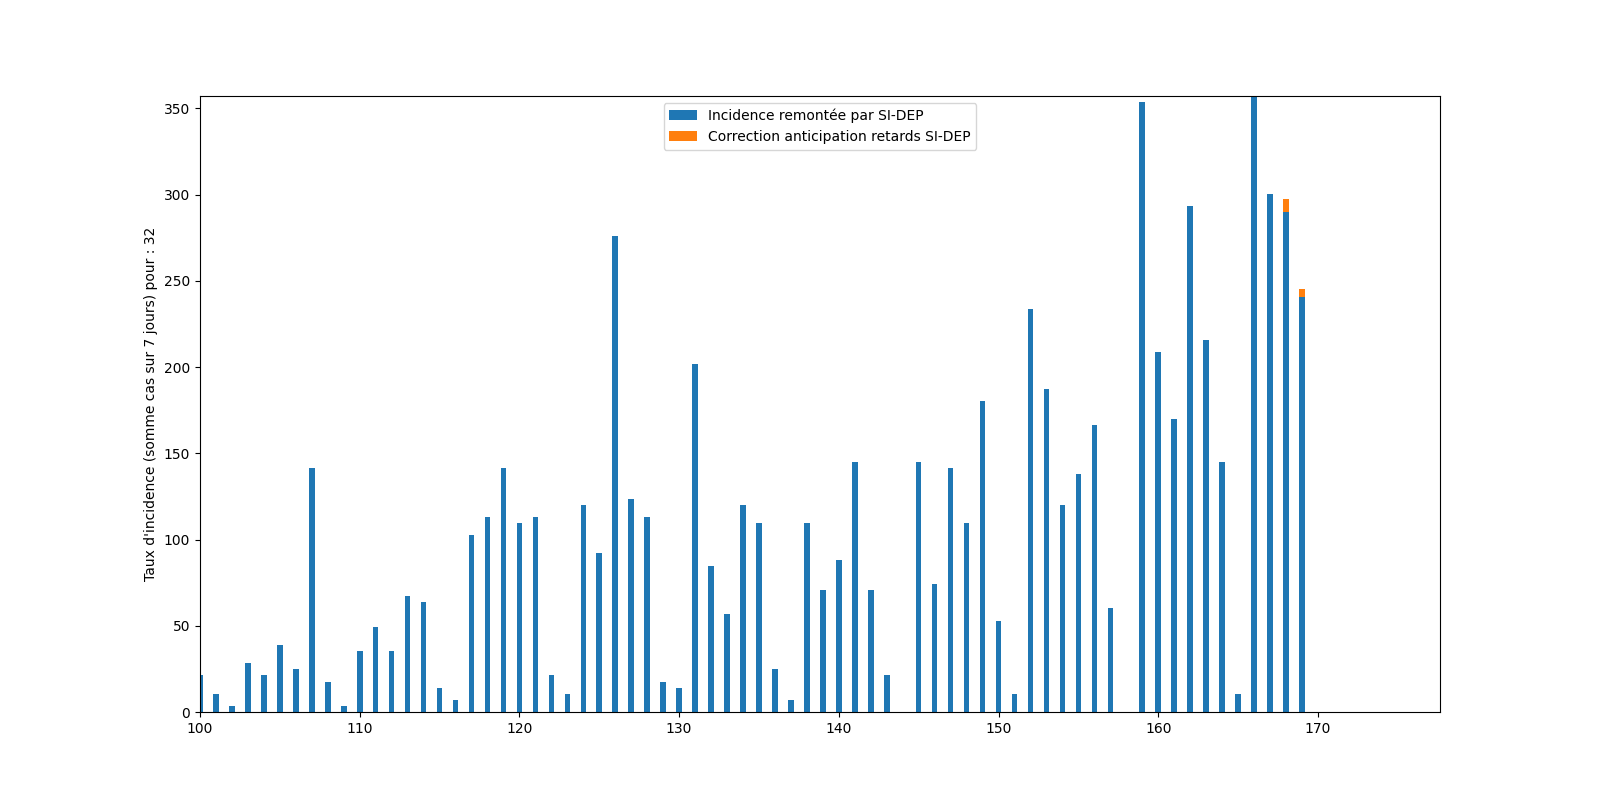 Incidence remontée par SI-DEP
Correction anticipation retards SI-DEP
Taux d'incidence (somme cas sur 7 jours) pour : 32
350
300
250
200
150
100
50
0
100 110 120 130 140 150 160 170